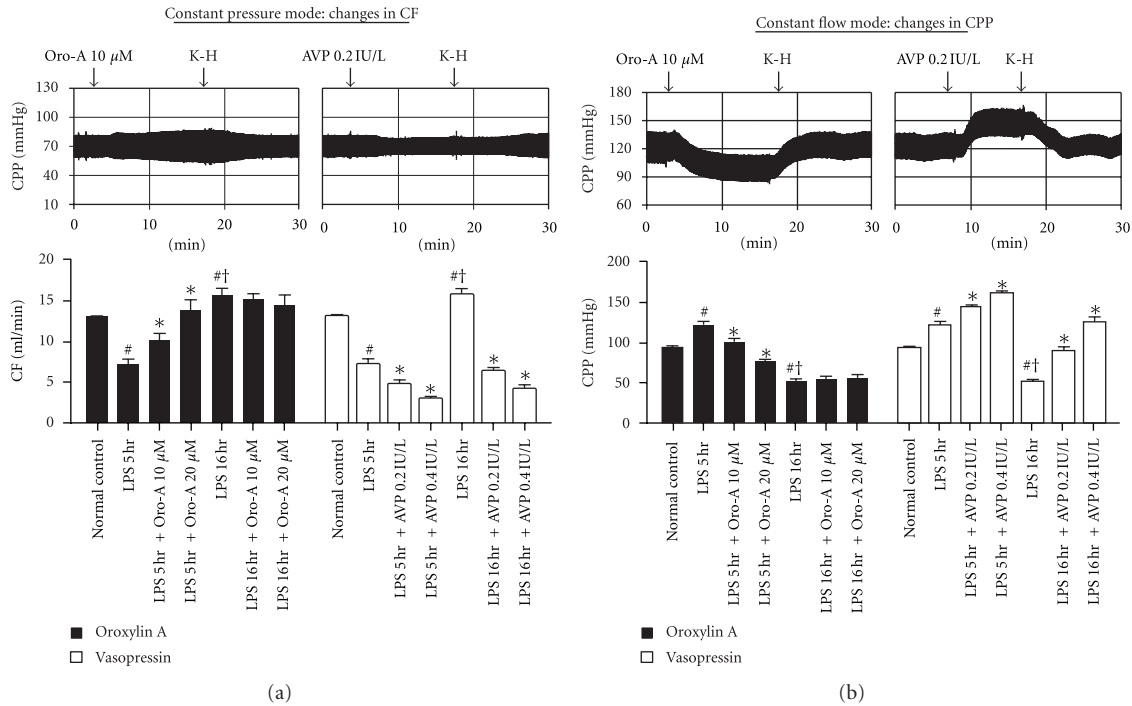 Constant pressure mode: changes in CF
Oro-A 10 µM
K-H
AVP 0.2 IU/L
K-H
CPP (mmHg)
130
100
70
40
10
0
10
20
30
0
10
20
30
(min)
(min)
CF (ml/min)
20
15
10
5
0
#
*
*
#†
#
*
*
#†
*
*
Normal control
LPS 5 hr
LPS 5 hr + Oro-A 10 µM
LPS 5 hr + Oro-A 20 µM
LPS 16 hr
LPS 16 hr + Oro-A 10 µM
LPS 16 hr + Oro-A 20 µM
Normal control
LPS 5 hr
LPS 5 hr + AVP 0.2 IU/L
LPS 5 hr + AVP 0.4 IU/L
LPS 16 hr
LPS 16 hr + AVP 0.2 IU/L
LPS 16 hr + AVP 0.4 IU/L
Oroxylin A
Vasopressin
(a)
Constant flow mode: changes in CPP
Oro-A 10 µM
K-H
AVP 0.2 IU/L
K-H
CPP (mmHg)
180
150
120
90
60
0
10
20
30
0
10
20
30
(min)
(min)
CPP (mmHg)
200
150
100
50
0
#
*
*
#†
#
*
*
#†
*
*
Normal control
LPS 5 hr
LPS 5 hr + Oro-A 10 µM
LPS 5 hr + Oro-A 20 µM
LPS 16 hr
LPS 16 hr + Oro-A 10 µM
LPS 16 hr + Oro-A 20 µM
Normal control
LPS 5 hr
LPS 5 hr + AVP 0.2 IU/L
LPS 5 hr + AVP 0.4 IU/L
LPS 16 hr
LPS 16 hr + AVP 0.2 IU/L
LPS 16 hr + AVP 0.4 IU/L
Oroxylin A
Vasopressin
(b)